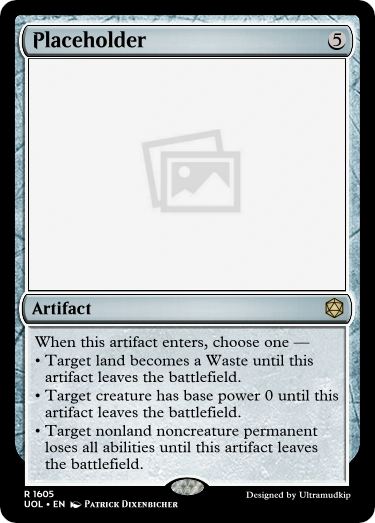 Placeholder 5
Artifact
When this artifact enters, choose one —
• Target land becomes a Waste until this
artifact leaves the battlefield.
• Target creature has base power 0 until this
artifact leaves the battlefield.
• Target nonland noncreature permanent
loses all abilities until this artifact leaves
the battlefield.
R 1605
UOL • EN Patrick Dixenbicher
Designed by Ultramudkip